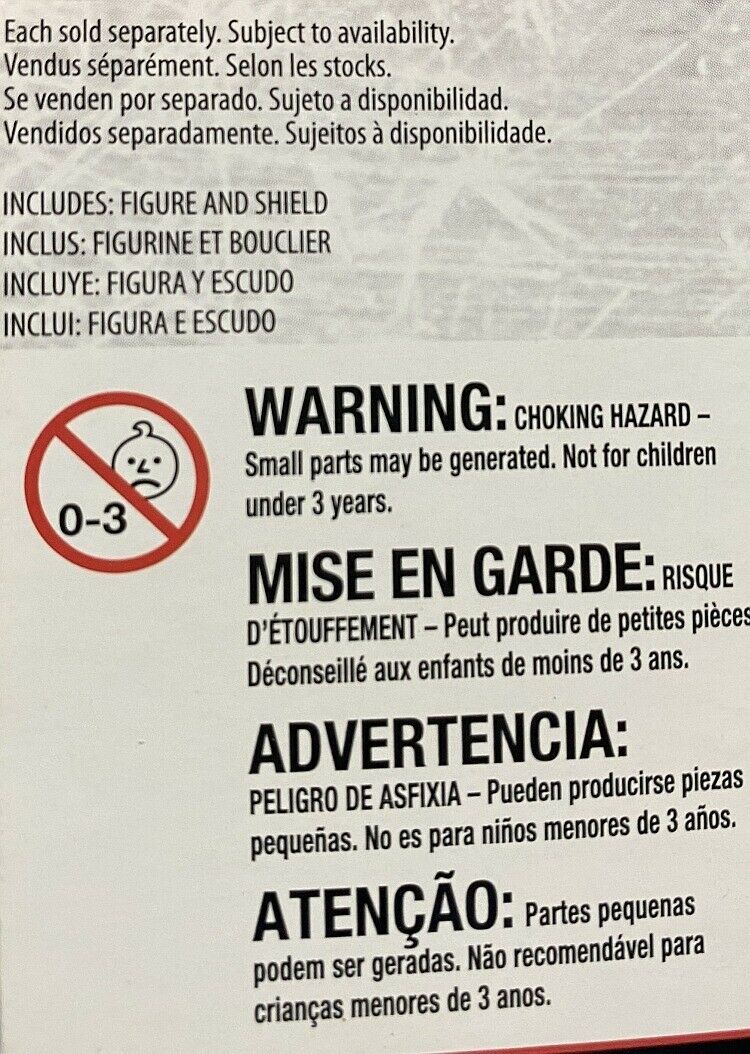 Each sold separately. Subject to availability.
Vendus séparément. Selon les stocks.
Se venden por separado. Sujeto a disponibilidad.
Vendidos separadamente. Sujeitos à disponibilidade.
INCLUDES: FIGURE AND SHIELD
INCLUS: FIGURINE ET BOUCLIER
INCLUYE: FIGURA Y ESCUDO
INCLUI: FIGURA E ESCUDO
0-3
WARNING: CHOKING HAZARD –
Small parts may be generated. Not for children
under 3 years.
MISE EN GARDE: RISQUE
D'ÉTOUFFEMENT – Peut produire de petites pièces
Déconseillé aux enfants de moins de 3 ans.
ADVERTENCIA:
PELIGRO DE ASFIXIA – Pueden producirse piezas
pequeñas. No es para niños menores de 3 años.
ATENÇÃO: Partes pequenas
podem ser geradas. Não recomendável para
crianças menores de 3 anos.